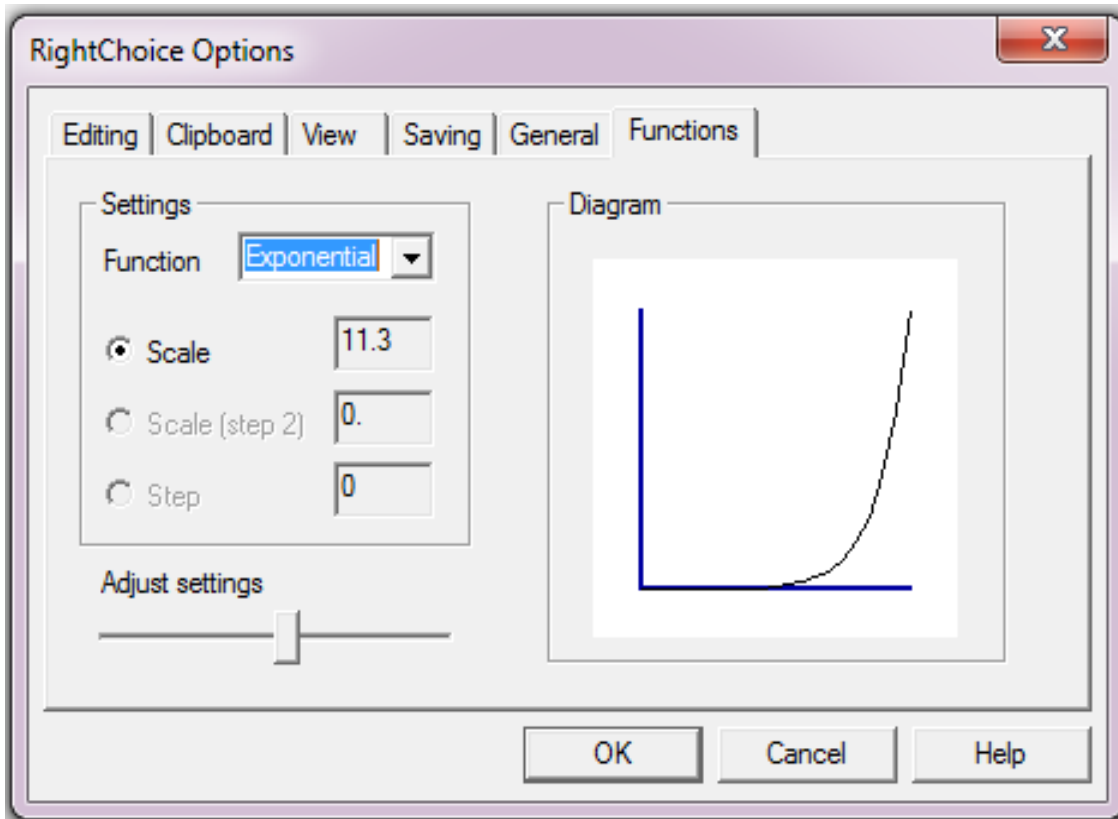 RightChoice Options
Editing Clipboard View Saving General Functions
Settings
Function Exponential
Scale 11.3
Scale (step 2) 0.
Step 0
Adjust settings
Diagram
OK Cancel Help